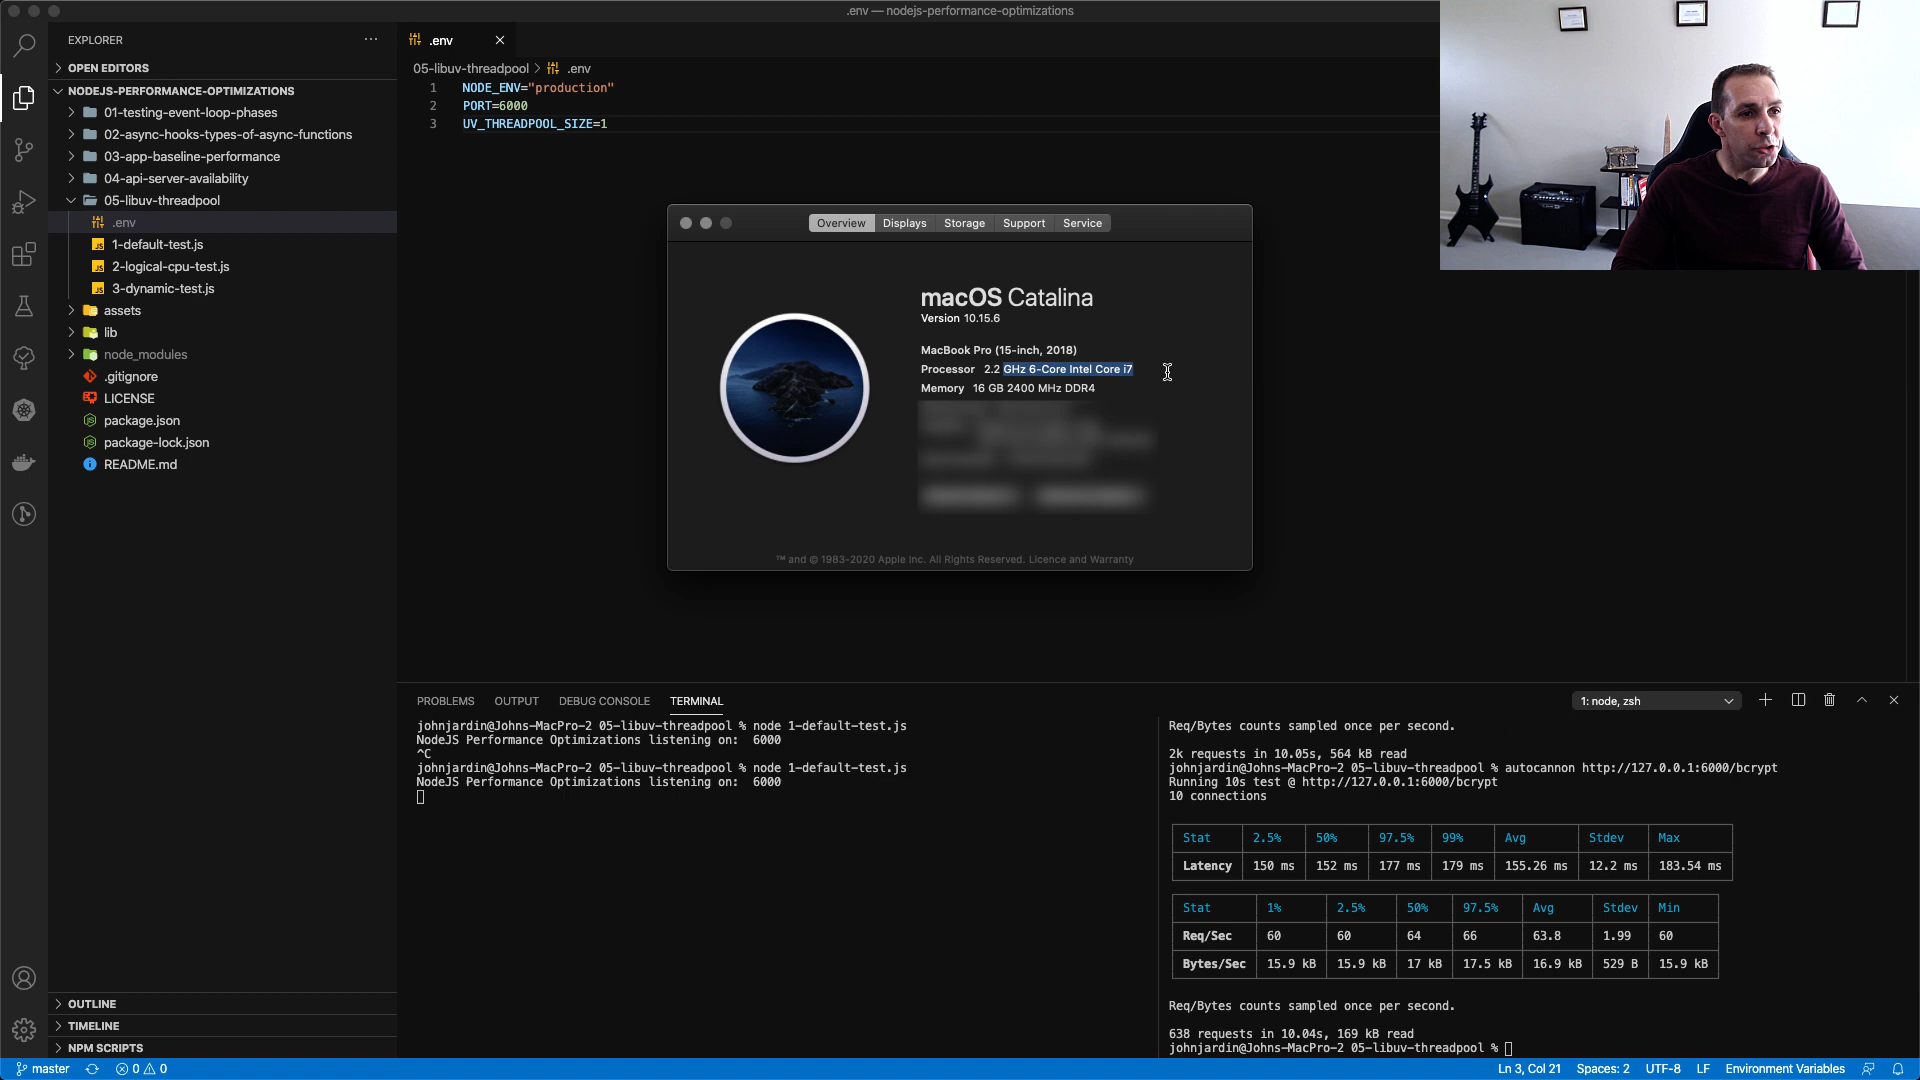 .env — nodejs-performance-optimizations
EXPLORER
OPEN EDITORS
NODEJS-PERFORMANCE-OPTIMIZATIONS
01-testing-event-loop-phases
02-async-hooks-types-of-async-functions
03-app-baseline-performance
04-api-server-availability
05-libuv-threadpool
.env
JS 1-default-test.js
JS 2-logical-cpu-test.js
JS 3-dynamic-test.js
assets
lib
node_modules
.gitignore
LICENSE
package.json
package-lock.json
README.md
OUTLINE
TIMELINE
NPM SCRIPTS
.env
05-libuv-threadpool > .env
1 NODE_ENV="production"
2 PORT=6000
3 UV_THREADPOOL_SIZE=1
Overview Displays Storage Support Service
macOS Catalina
Version 10.15.6
MacBook Pro (15-inch, 2018)
Processor 2.2 GHz 6-Core Intel Core i7
Memory 16 GB 2400 MHz DDR4
™ and © 1983-2020 Apple Inc. All Rights Reserved. Licence and Warranty
PROBLEMS OUTPUT DEBUG CONSOLE TERMINAL
1: node, zsh
johnjardin@Johns-MacPro-2 05-libuv-threadpool % node 1-default-test.js
NodeJS Performance Optimizations listening on: 6000
^C
johnjardin@Johns-MacPro-2 05-libuv-threadpool % node 1-default-test.js
NodeJS Performance Optimizations listening on: 6000
Req/Bytes counts sampled once per second.
2k requests in 10.05s, 564 kB read
johnjardin@Johns-MacPro-2 05-libuv-threadpool % autocannon http://127.0.0.1:6000/bcrypt
Running 10s test @ http://127.0.0.1:6000/bcrypt
10 connections
Stat 2.5% 50% 97.5% 99% Avg Stdev Max
Latency 150 ms 152 ms 177 ms 179 ms 155.26 ms 12.2 ms 183.54 ms
Stat 1% 2.5% 50% 97.5% Avg Stdev Min
Req/Sec 60 60 64 66 63.8 1.99 60
Bytes/Sec 15.9 kB 15.9 kB 17 kB 17.5 kB 16.9 kB 529 B 15.9 kB
Req/Bytes counts sampled once per second.
638 requests in 10.04s, 169 kB read
johnjardin@Johns-MacPro-2 05-libuv-threadpool %
master 0 0
Ln 3, Col 21 Spaces: 2 UTF-8 LF Environment Variables